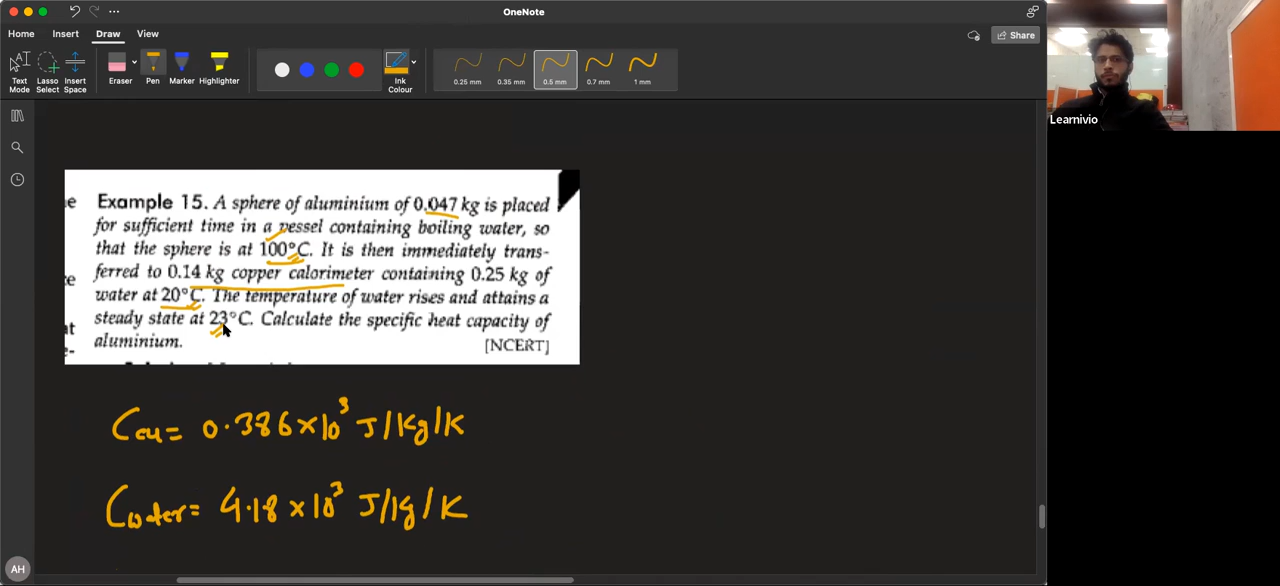 OneNote
Home Insert Draw View
Share
Text Mode
Lasso Select
Insert Space
Eraser
Pen
Marker
Highlighter
Ink Colour
0.25 mm
0.35 mm
0.5 mm
0.7 mm
1 mm
Learnivio
e Example 15. A sphere of aluminium of 0.047 kg is placed
for sufficient time in a vessel containing boiling water, so
that the sphere is at 100°C. It is then immediately trans-
e ferred to 0.14 kg copper calorimeter containing 0.25 kg of
water at 20°C. The temperature of water rises and attains a
t steady state at 23°C. Calculate the specific heat capacity of
- aluminium. [NCERT]
Ccu = 0.386×10³ J/Kg/K
Cwater = 4.18×10³ J/Kg/K
AH